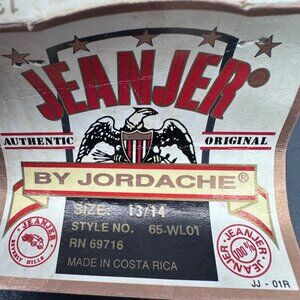 JEANJER®
AUTHENTIC ORIGINAL
BY JORDACHE®
SIZE: 13/14
STYLE NO. 65-WL01
RN 69716
MADE IN COSTA RICA
JEANJER
BEVERLY HILLS
JEANJER
100%
JEANJER
JJ - 01R